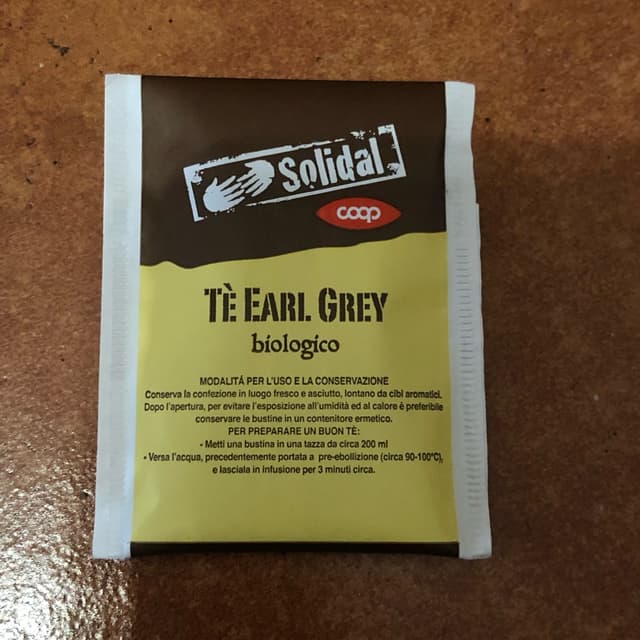 Solidal
coop
TÈ EARL GREY
biologico
MODALITÁ PER L'USO E LA CONSERVAZIONE
Conserva la confezione in luogo fresco e asciutto, lontano da cibi aromatici.
Dopo l'apertura, per evitare l'esposizione all'umidità ed al calore è preferibile
conservare le bustine in un contenitore ermetico.
PER PREPARARE UN BUON TÈ:
• Metti una bustina in una tazza da circa 200 ml
• Versa l'acqua, precedentemente portata a pre-ebollizione (circa 90-100°C),
e lasciala in infusione per 3 minuti circa.